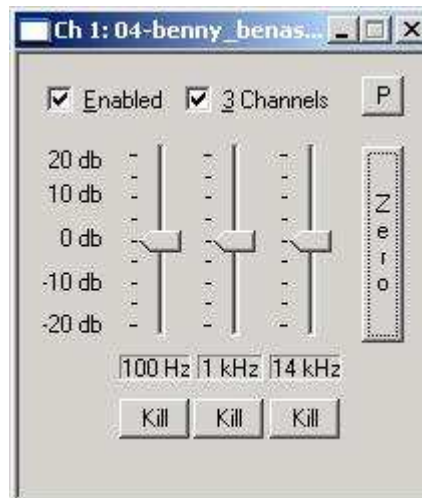 Ch 1: 04-benny_benas...
Enabled
3 Channels
P
20 db
10 db
0 db
-10 db
-20 db
Zero
100 Hz
1 kHz
14 kHz
Kill
Kill
Kill